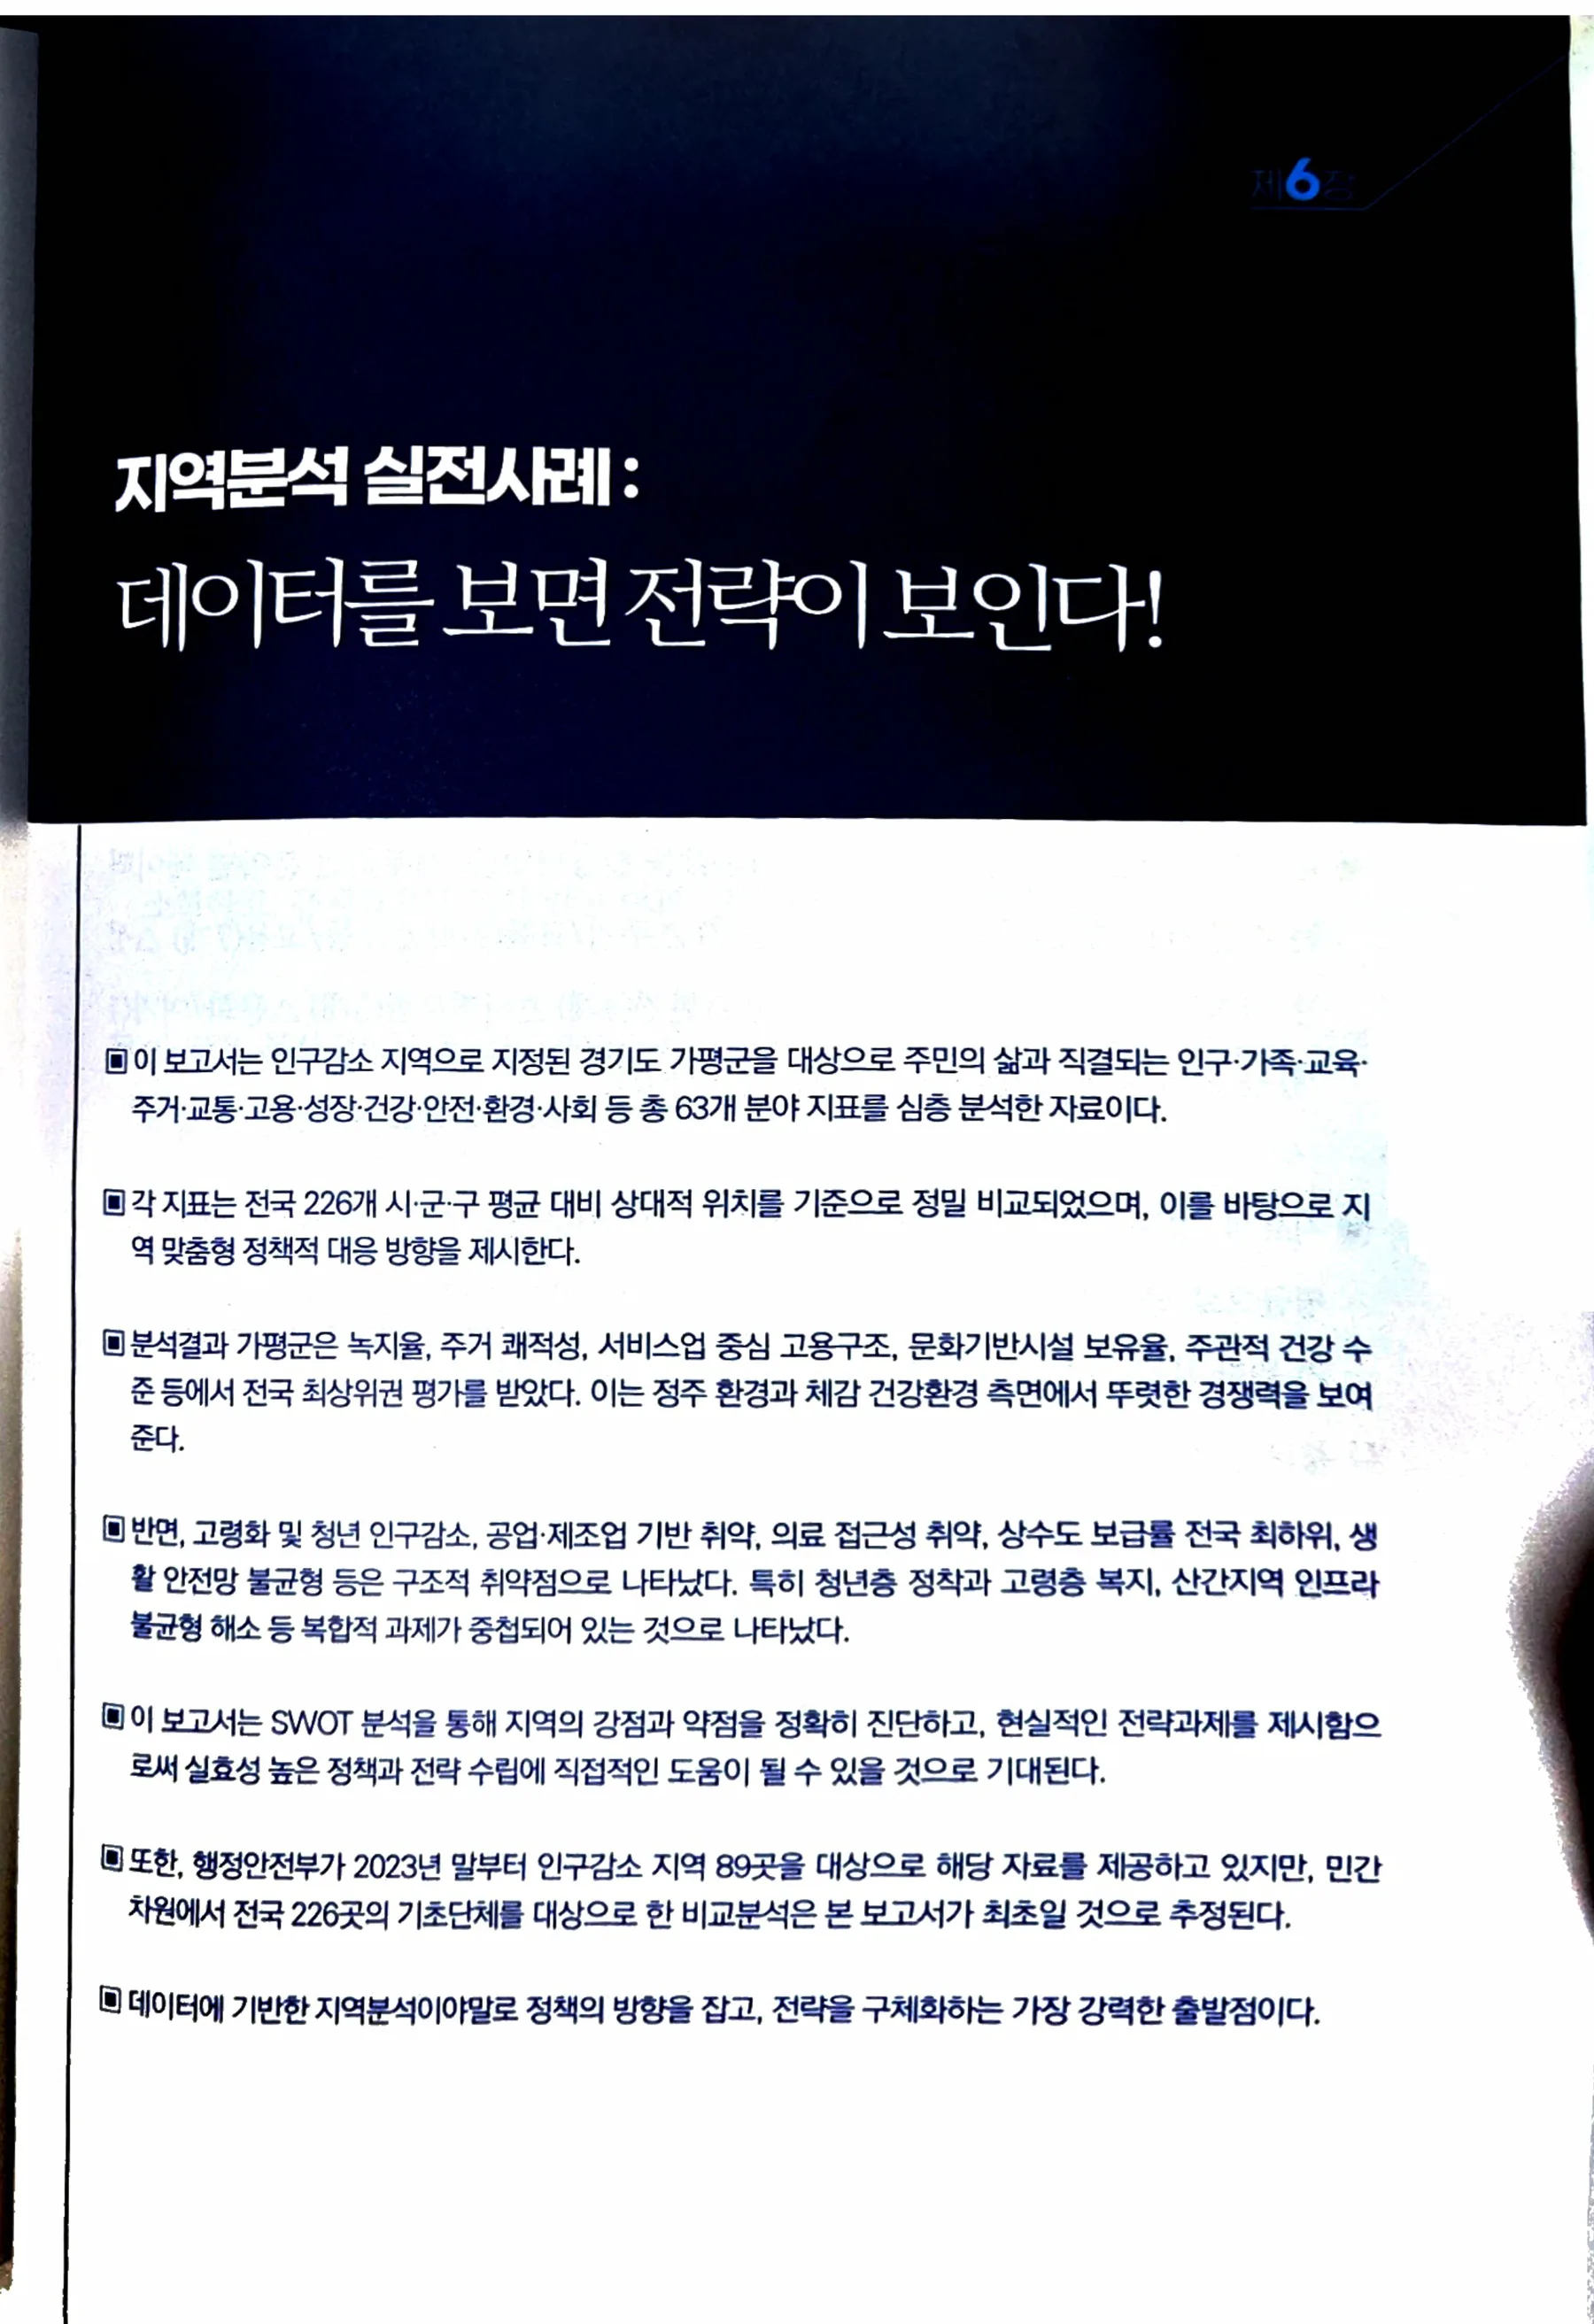 제6장
지역분석 실전사례:
데이터를 보면 전략이 보인다!
▣ 이 보고서는 인구감소 지역으로 지정된 경기도 가평군을 대상으로 주민의 삶과 직결되는 인구·가족·교육·
주거·교통·고용·성장·건강·안전·환경·사회 등 총 63개 분야 지표를 심층 분석한 자료이다.
▣ 각 지표는 전국 226개 시·군·구 평균 대비 상대적 위치를 기준으로 정밀 비교되었으며, 이를 바탕으로 지
역 맞춤형 정책적 대응 방향을 제시한다.
▣ 분석결과 가평군은 녹지율, 주거 쾌적성, 서비스업 중심 고용구조, 문화기반시설 보유율, 주관적 건강 수
준 등에서 전국 최상위권 평가를 받았다. 이는 정주 환경과 체감 건강환경 측면에서 뚜렷한 경쟁력을 보여
준다.
▣ 반면, 고령화 및 청년 인구감소, 공업·제조업 기반 취약, 의료 접근성 취약, 상수도 보급률 전국 최하위, 생
활 안전망 불균형 등은 구조적 취약점으로 나타났다. 특히 청년층 정착과 고령층 복지, 산간지역 인프라
불균형 해소 등 복합적 과제가 중첩되어 있는 것으로 나타났다.
▣ 이 보고서는 SWOT 분석을 통해 지역의 강점과 약점을 정확히 진단하고, 현실적인 전략과제를 제시함으
로써 실효성 높은 정책과 전략 수립에 직접적인 도움이 될 수 있을 것으로 기대된다.
▣ 또한, 행정안전부가 2023년 말부터 인구감소 지역 89곳을 대상으로 해당 자료를 제공하고 있지만, 민간
차원에서 전국 226곳의 기초단체를 대상으로 한 비교분석은 본 보고서가 최초일 것으로 추정된다.
▣ 데이터에 기반한 지역분석이야말로 정책의 방향을 잡고, 전략을 구체화하는 가장 강력한 출발점이다.